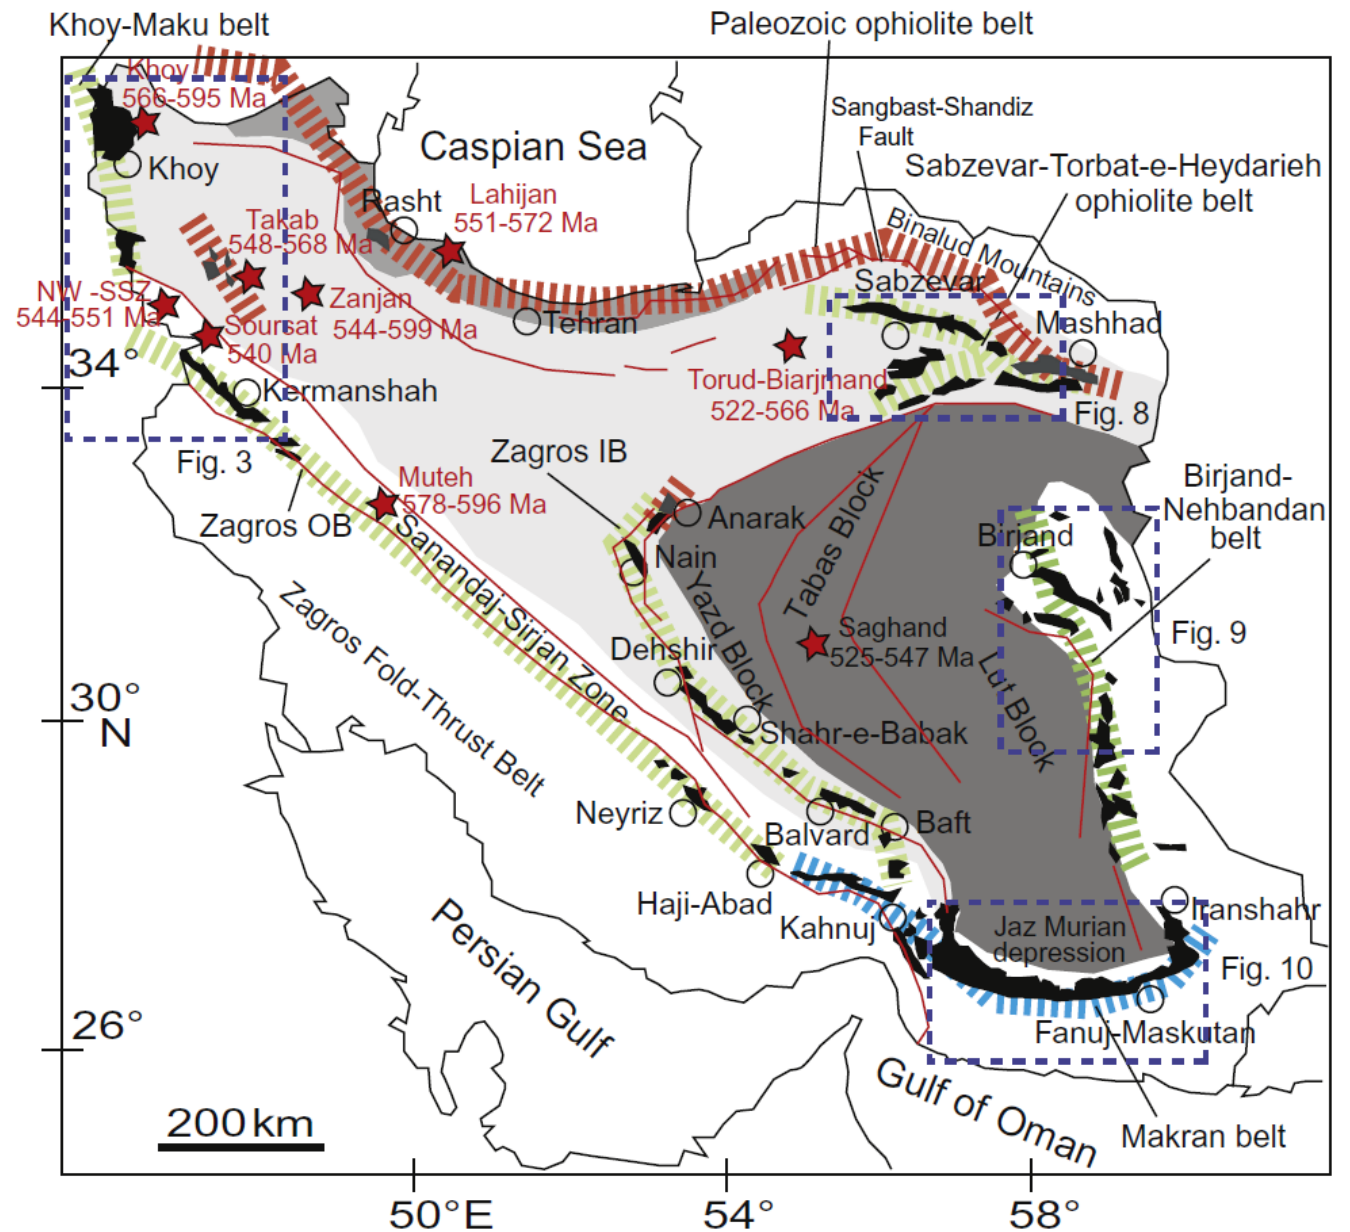 Khoy-Maku belt
Paleozoic ophiolite belt
Khoy
566-595 Ma
Sangbast-Shandiz
Fault
Caspian Sea
Sabzevar-Torbat-e-Heydarieh
ophiolite belt
Khoy
Rasht
Lahijan
551-572 Ma
Binalud Mountains
Takab
548-568 Ma
Sabzevar
NW -SSZ
544-551 Ma
Zanjan
544-599 Ma
Soursat
540 Ma
Tehran
Mashhad
34°
Kermanshah
Torud-Biarjmand
522-566 Ma
Fig. 8
Fig. 3
Zagros IB
Muteh
578-596 Ma
Birjand-
Nehbandan
belt
Zagros OB
Anarak
Tabas Block
Birjand
Nain
Sanandaj-Sirjan Zone
Yazd Block
Zagros Fold-Thrust Belt
Dehshir
Saghand
525-547 Ma
Fig. 9
Lut Block
30°
N
Shahr-e-Babak
Neyriz
Balvard
Baft
Haji-Abad
Kahnuj
Jaz Murian
depression
Iranshahr
Persian Gulf
Fig. 10
26°
Fanuj-Maskutan
Gulf of Oman
Makran belt
200 km
50°E
54°
58°